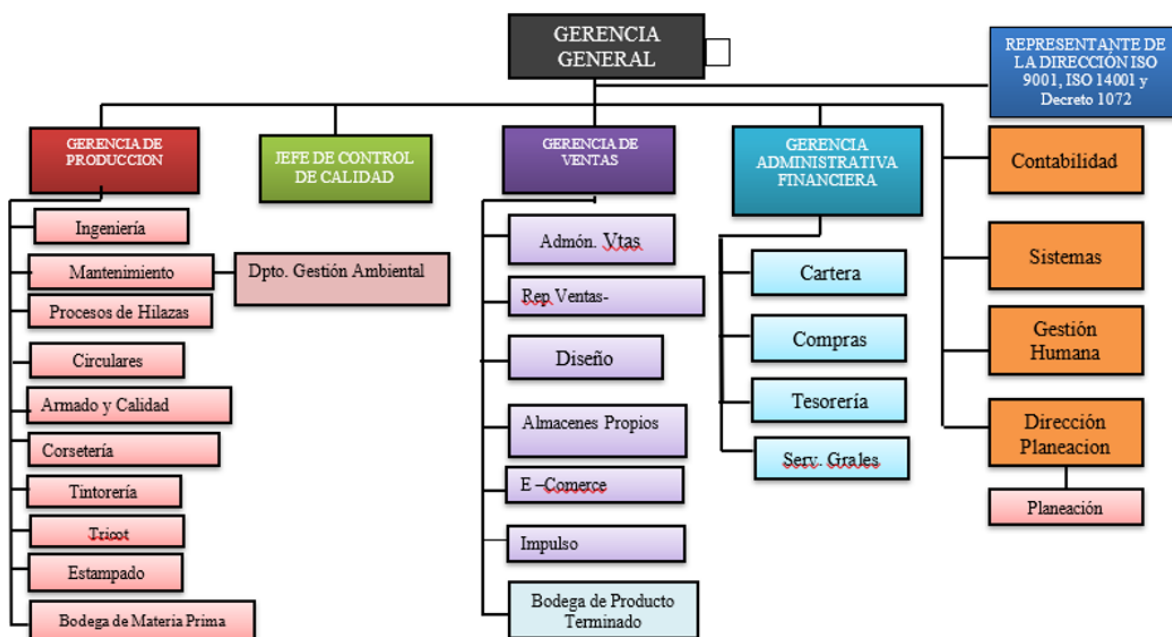 GERENCIA
GENERAL
REPRESENTANTE DE
LA DIRECCIÓN ISO
9001, ISO 14001 y
Decreto 1072
GERENCIA DE
PRODUCCION
JEFE DE CONTROL
DE CALIDAD
GERENCIA DE
VENTAS
GERENCIA
ADMINISTRATIVA
FINANCIERA
Ingeniería
Mantenimiento
Dpto. Gestión Ambiental
Procesos de Hilazas
Circulares
Armado y Calidad
Corsetería
Tintorería
Tricot
Estampado
Bodega de Materia Prima
Admón. Vtas
Rep Ventas-
Diseño
Almacenes Propios
E –Comerce
Impulso
Bodega de Producto
Terminado
Cartera
Compras
Tesorería
Serv. Grales
Contabilidad
Sistemas
Gestión
Humana
Dirección
Planeacion
Planeación